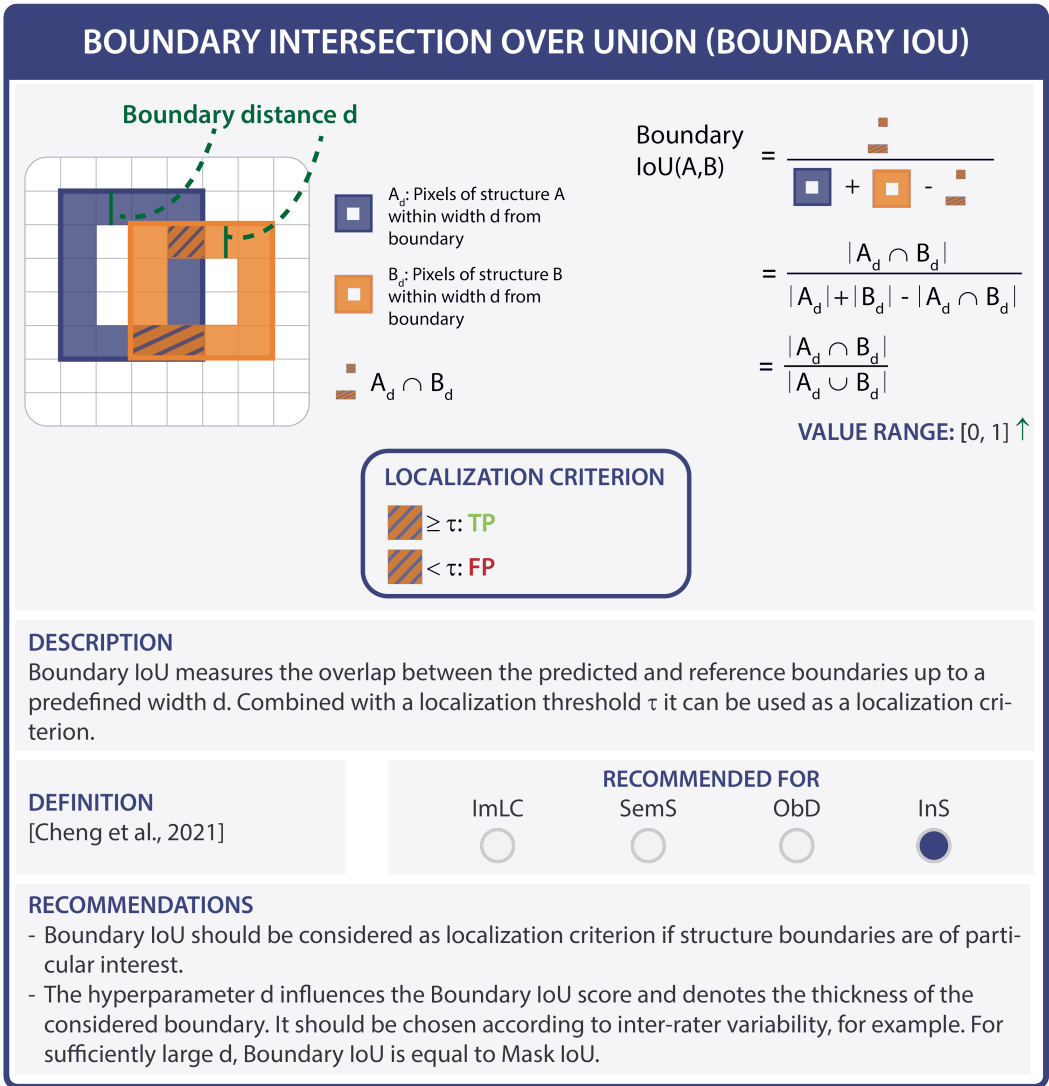 BOUNDARY INTERSECTION OVER UNION (BOUNDARY IOU)
Boundary distance d
A_d: Pixels of structure A
within width d from
boundary
B_d: Pixels of structure B
within width d from
boundary
A_d ∩ B_d
Boundary
IoU(A,B)
=
+ -
= |A_d ∩ B_d|
|A_d|+|B_d| - |A_d ∩ B_d|
= |A_d ∩ B_d|
|A_d ∪ B_d|
VALUE RANGE: [0, 1] ↑
LOCALIZATION CRITERION
≥ τ: TP
< τ: FP
DESCRIPTION
Boundary IoU measures the overlap between the predicted and reference boundaries up to a
predefined width d. Combined with a localization threshold τ it can be used as a localization cri-
terion.
DEFINITION
[Cheng et al., 2021]
RECOMMENDED FOR
ImLC SemS ObD InS
RECOMMENDATIONS
- Boundary IoU should be considered as localization criterion if structure boundaries are of parti-
cular interest.
- The hyperparameter d influences the Boundary IoU score and denotes the thickness of the
considered boundary. It should be chosen according to inter-rater variability, for example. For
sufficiently large d, Boundary IoU is equal to Mask IoU.